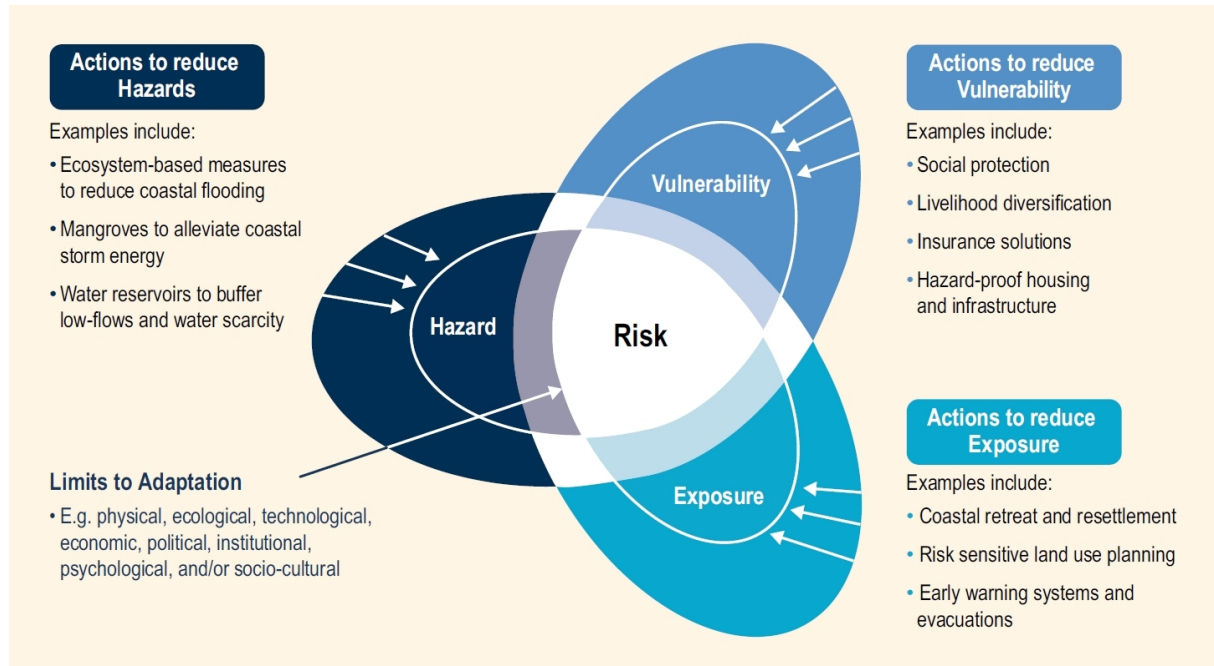 Actions to reduce
Hazards
Examples include:
• Ecosystem-based measures
to reduce coastal flooding
• Mangroves to alleviate coastal
storm energy
• Water reservoirs to buffer
low-flows and water scarcity
Limits to Adaptation
• E.g. physical, ecological, technological,
economic, political, institutional,
psychological, and/or socio-cultural
Vulnerability
Hazard
Risk
Exposure
Actions to reduce
Vulnerability
Examples include:
• Social protection
• Livelihood diversification
• Insurance solutions
• Hazard-proof housing
and infrastructure
Actions to reduce
Exposure
Examples include:
• Coastal retreat and resettlement
• Risk sensitive land use planning
• Early warning systems and
evacuations